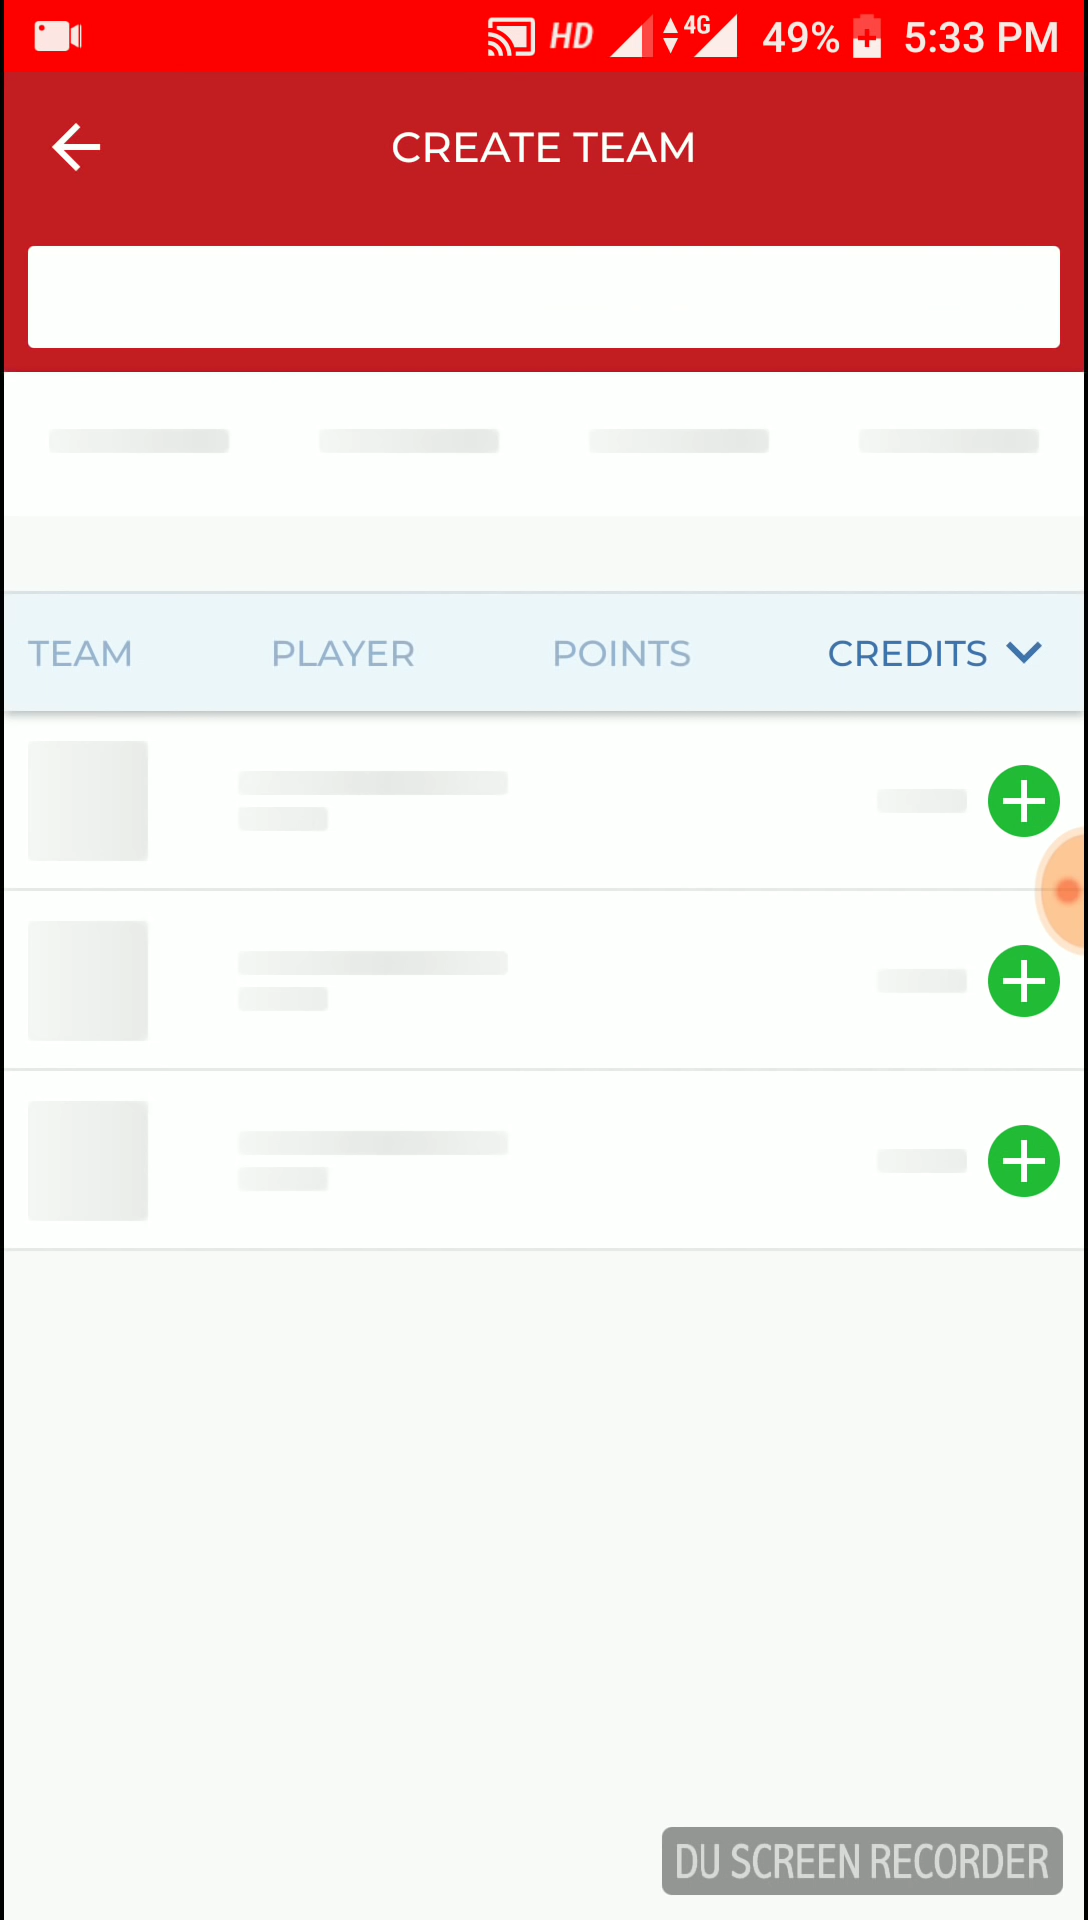 HD 4G 49% 5:33 PM
CREATE TEAM
TEAM PLAYER POINTS CREDITS
DU SCREEN RECORDER